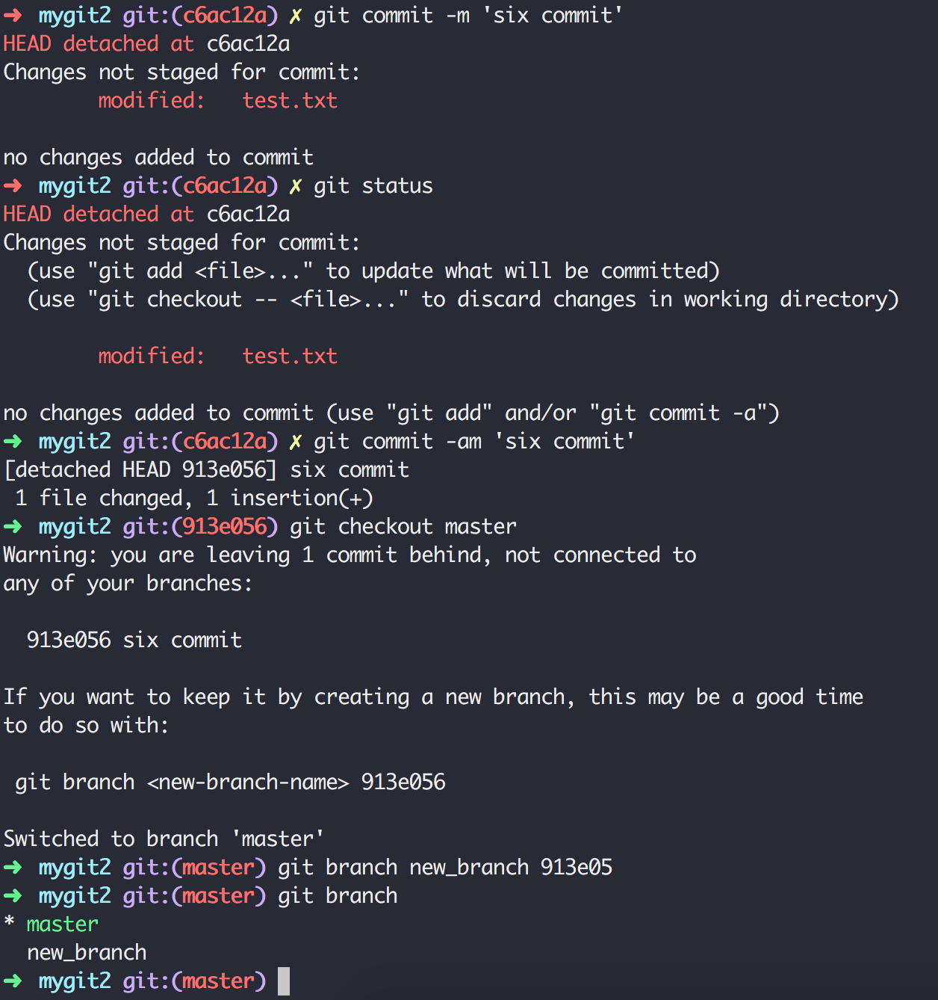 ➜  mygit2 git:(c6ac12a) ✗ git commit -m 'six commit'
HEAD detached at c6ac12a
Changes not staged for commit:
        modified:   test.txt

no changes added to commit
➜  mygit2 git:(c6ac12a) ✗ git status
HEAD detached at c6ac12a
Changes not staged for commit:
  (use "git add <file>..." to update what will be committed)
  (use "git checkout -- <file>..." to discard changes in working directory)

        modified:   test.txt

no changes added to commit (use "git add" and/or "git commit -a")
➜  mygit2 git:(c6ac12a) ✗ git commit -am 'six commit'
[detached HEAD 913e056] six commit
 1 file changed, 1 insertion(+)
➜  mygit2 git:(913e056) git checkout master
Warning: you are leaving 1 commit behind, not connected to
any of your branches:

  913e056 six commit

If you want to keep it by creating a new branch, this may be a good time
to do so with:

 git branch <new-branch-name> 913e056

Switched to branch 'master'
➜  mygit2 git:(master) git branch new_branch 913e05
➜  mygit2 git:(master) git branch
* master
  new_branch
➜  mygit2 git:(master)